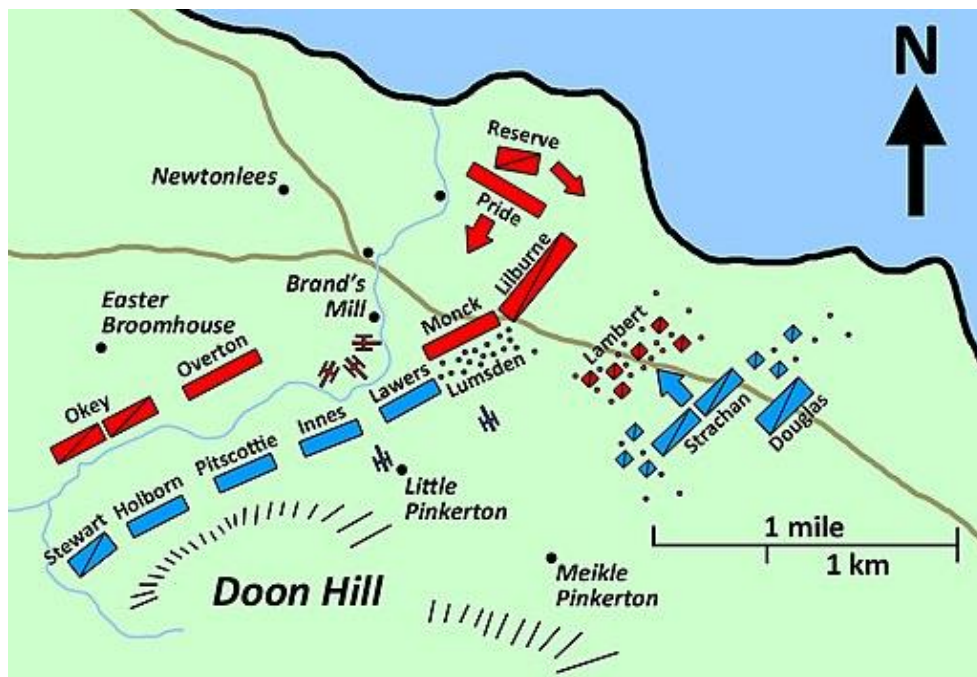 N
Reserve
Pride
Newtonlees
Lilburne
Brand's
Mill
Easter
Broomhouse
Monck
Lambert
Overton
Lawers
Lumsden
Okey
Innes
Strachan
Douglas
Pitscottie
Holborn
Little
Pinkerton
Stewart
1 mile
1 km
Doon Hill
Meikle
Pinkerton